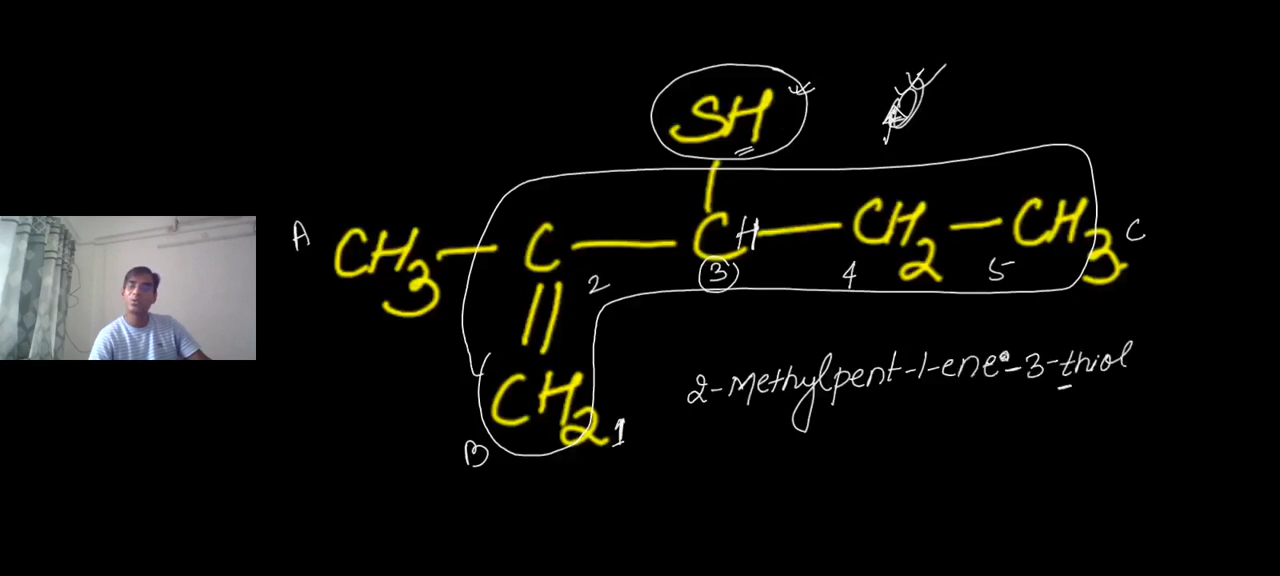 SH
A CH3 - C - CH - CH2 - CH3 C
2 3 4 5
||
CH2 1
B
2-Methylpent-1-ene-3-thiol